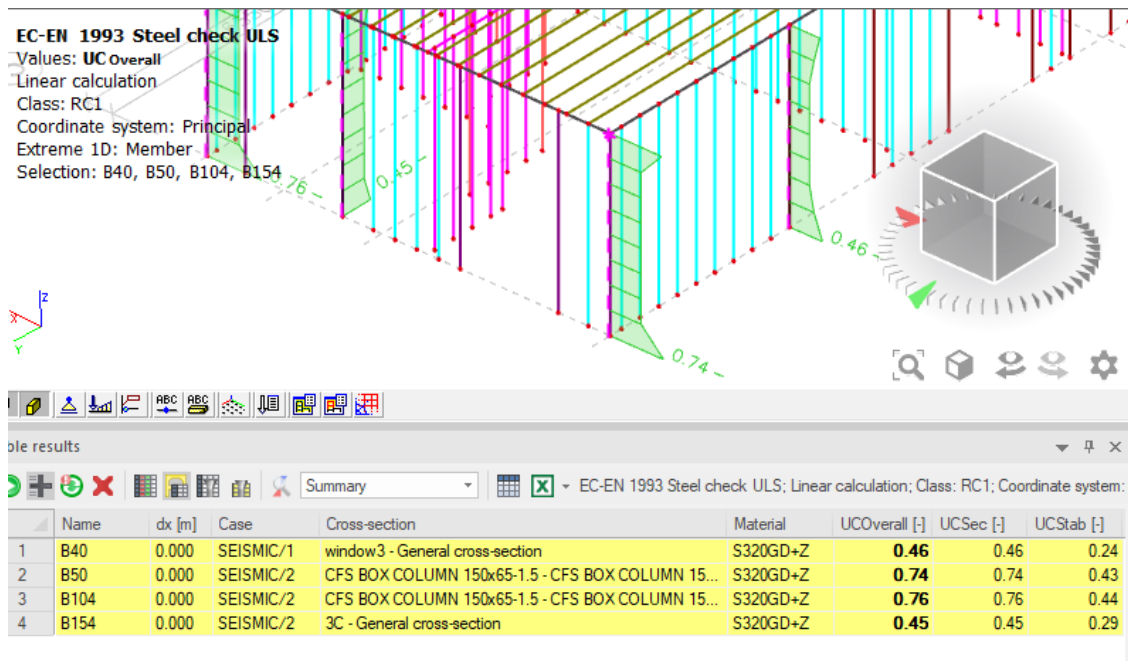 EC-EN 1993 Steel check ULS
Values: UC Overall
Linear calculation
Class: RC1
Coordinate system: Principal
Extreme 1D: Member
Selection: B40, B50, B104, B154
0.76
0.45
0.46
0.74
z
x
Y
ABC ABC
ble results
Summary
EC-EN 1993 Steel check ULS; Linear calculation; Class: RC1; Coordinate system:
Name dx [m] Case Cross-section Material UCOverall [-] UCSec [-] UCStab [-]
1 B40 0.000 SEISMIC/1 window3 - General cross-section S320GD+Z 0.46 0.46 0.24
2 B50 0.000 SEISMIC/2 CFS BOX COLUMN 150x65-1.5 - CFS BOX COLUMN 15... S320GD+Z 0.74 0.74 0.43
3 B104 0.000 SEISMIC/2 CFS BOX COLUMN 150x65-1.5 - CFS BOX COLUMN 15... S320GD+Z 0.76 0.76 0.44
4 B154 0.000 SEISMIC/2 3C - General cross-section S320GD+Z 0.45 0.45 0.29